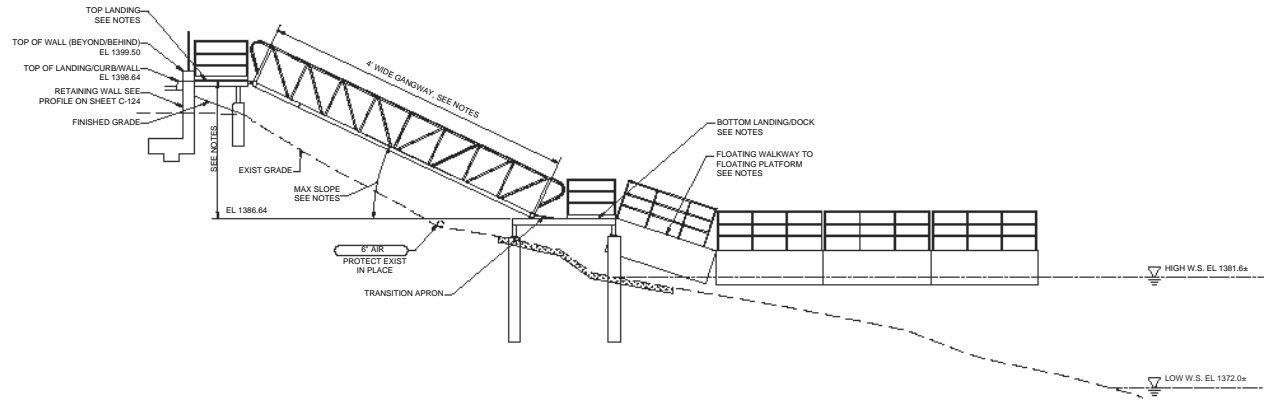 TOP LANDING
SEE NOTES
TOP OF WALL (BEYOND/BEHIND)
EL 1399.50
TOP OF LANDING/CURB/WALL
EL 1398.64
RETAINING WALL SEE
PROFILE ON SHEET C-124
FINISHED GRADE
SEE NOTES
4' WIDE GANGWAY, SEE NOTES
EXIST GRADE
MAX SLOPE
SEE NOTES
EL 1386.64
6" AIR
PROTECT EXIST
IN PLACE
TRANSITION APRON
BOTTOM LANDING/DOCK
SEE NOTES
FLOATING WALKWAY TO
FLOATING PLATFORM
SEE NOTES
HIGH W.S. EL 1381.6±
LOW W.S. EL 1372.0±